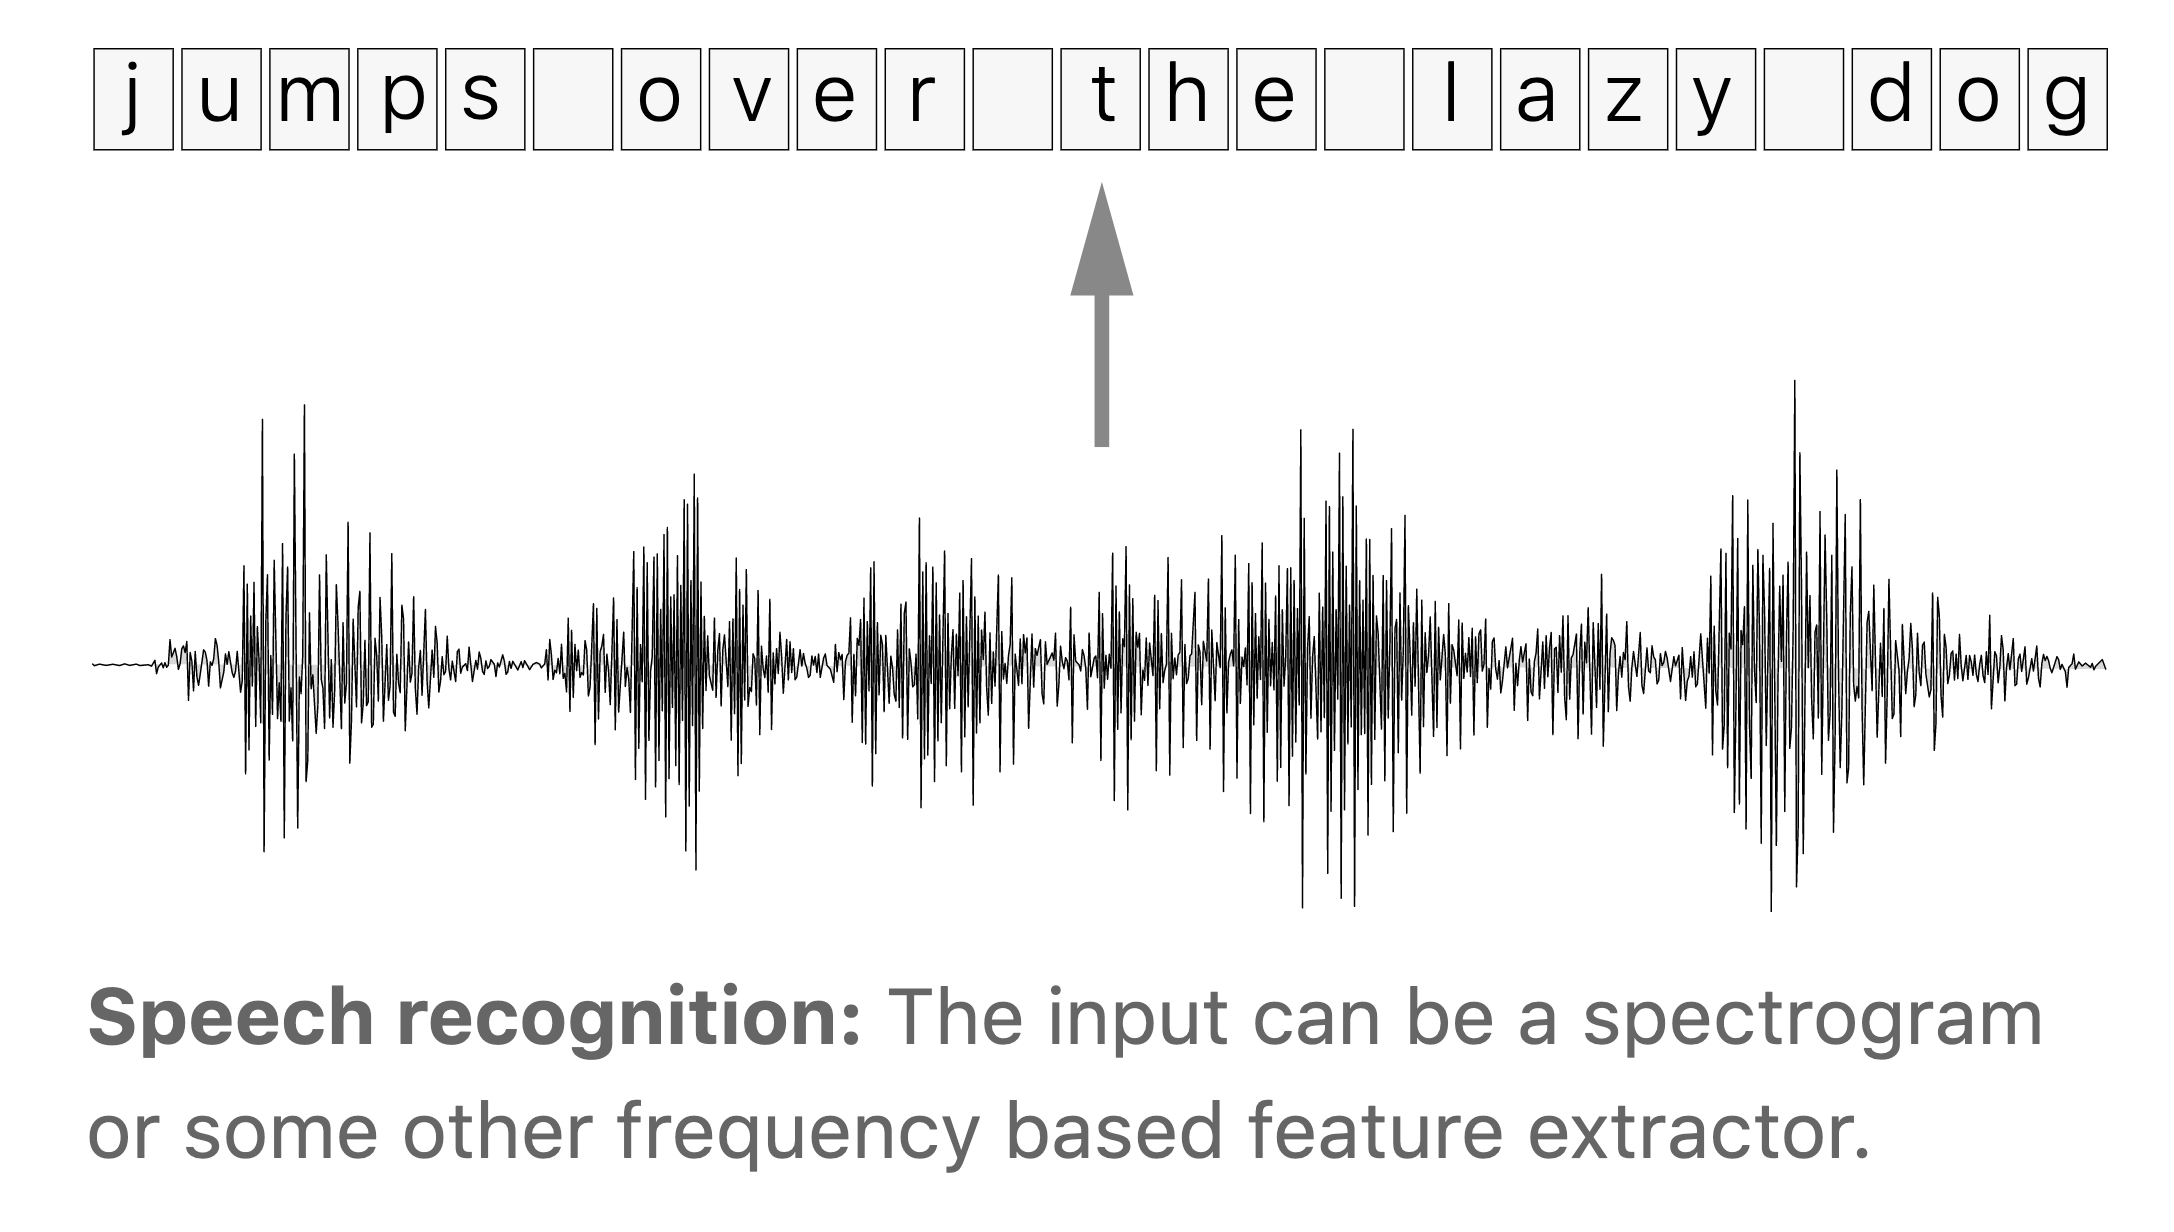 jumps over the lazy dog
Speech recognition: The input can be a spectrogram
or some other frequency based feature extractor.